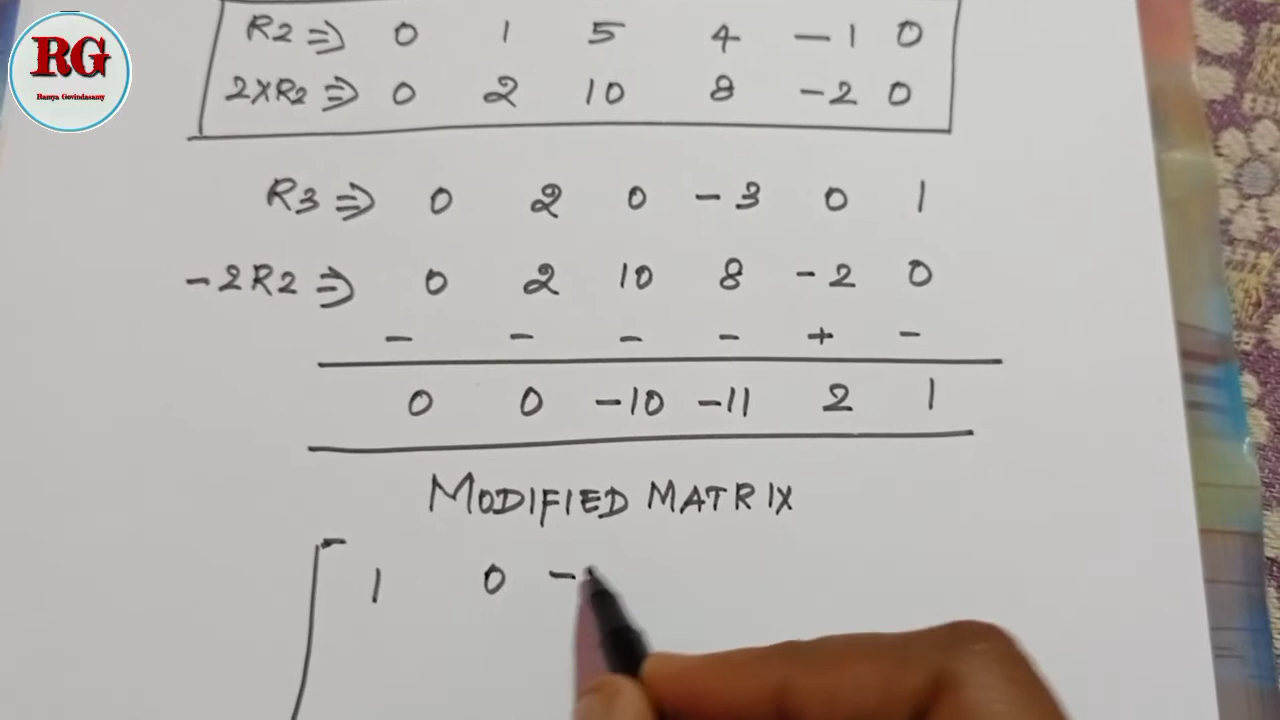 RG
Ramya Govindasamy
R2 ⇒ 0 1 5 4 -1 0
2×R2 ⇒ 0 2 10 8 -2 0
R3 ⇒ 0 2 0 -3 0 1
-2R2 ⇒ 0 2 10 8 -2 0
- - - - + -
0 0 -10 -11 2 1
MODIFIED MATRIX
1 0 -